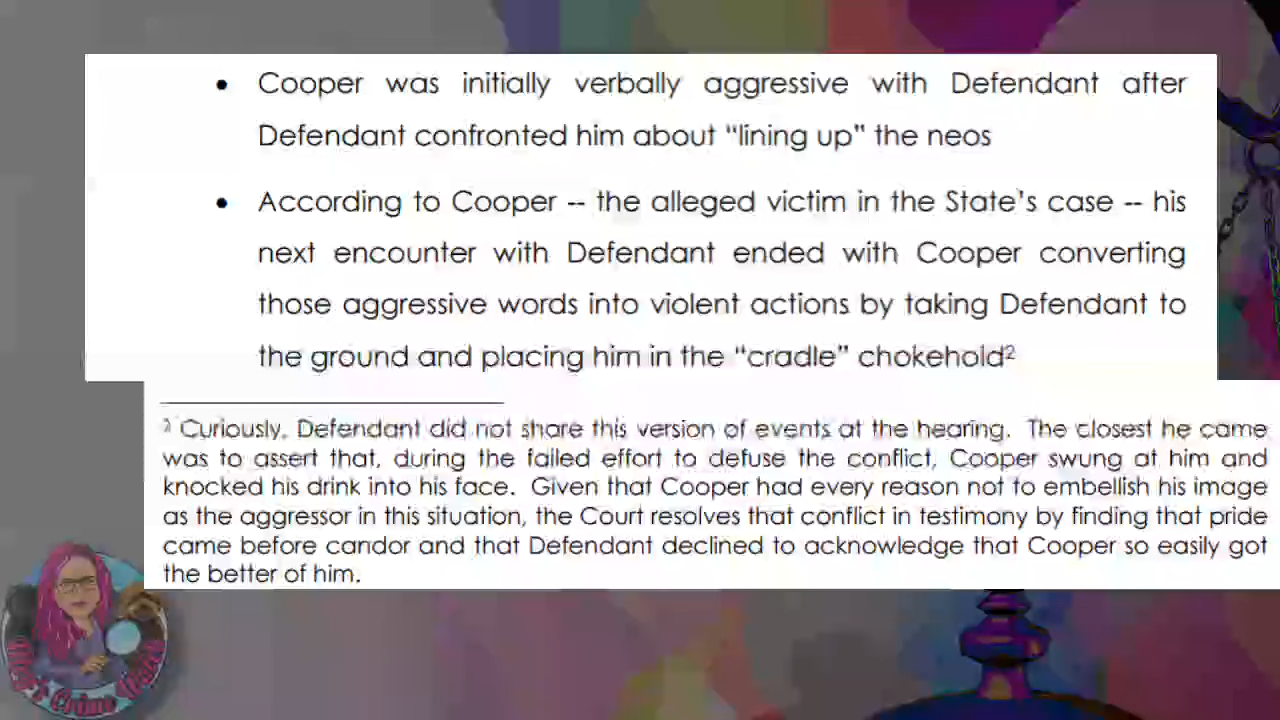 • Cooper was initially verbally aggressive with Defendant after
Defendant confronted him about “lining up” the neos
• According to Cooper -- the alleged victim in the State’s case -- his
next encounter with Defendant ended with Cooper converting
those aggressive words into violent actions by taking Defendant to
the ground and placing him in the “cradle” chokehold²
² Curiously, Defendant did not share this version of events at the hearing. The closest he came
was to assert that, during the failed effort to defuse the conflict, Cooper swung at him and
knocked his drink into his face. Given that Cooper had every reason not to embellish his image
as the aggressor in this situation, the Court resolves that conflict in testimony by finding that pride
came before candor and that Defendant declined to acknowledge that Cooper so easily got
the better of him.
Crime